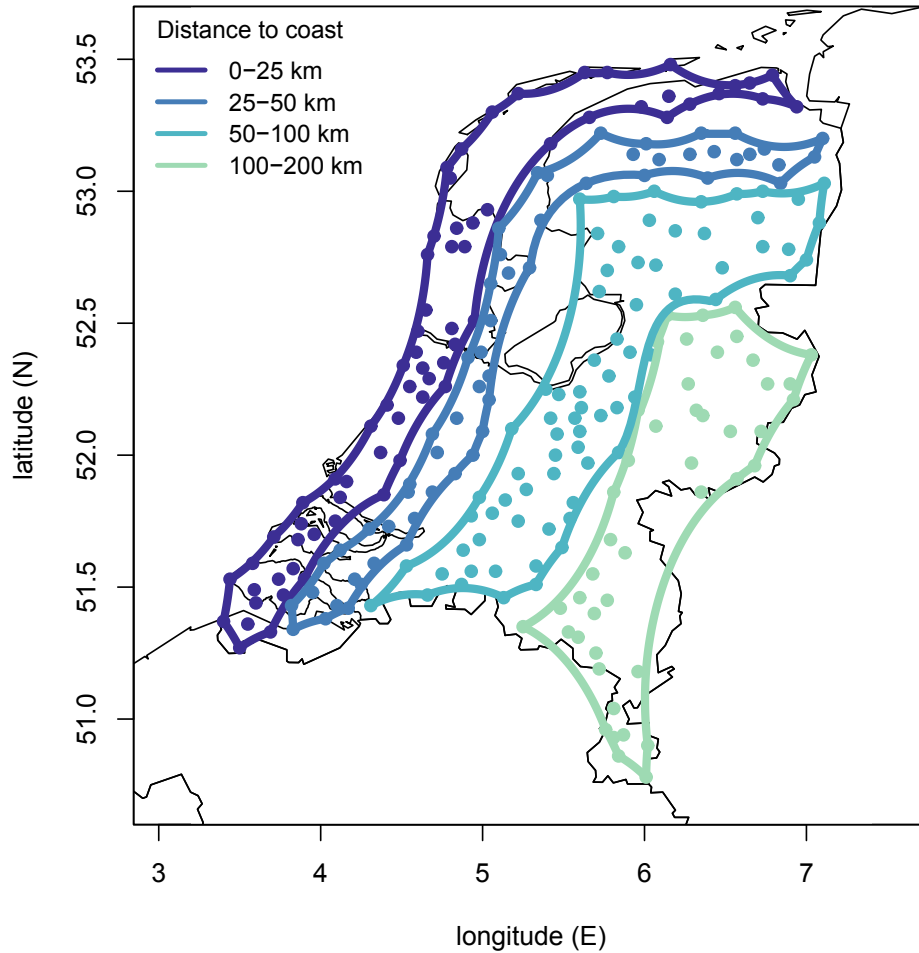 Distance to coast
0−25 km
25−50 km
50−100 km
100−200 km
53.5
53.0
52.5
52.0
51.5
51.0
latitude (N)
3 4 5 6 7
longitude (E)